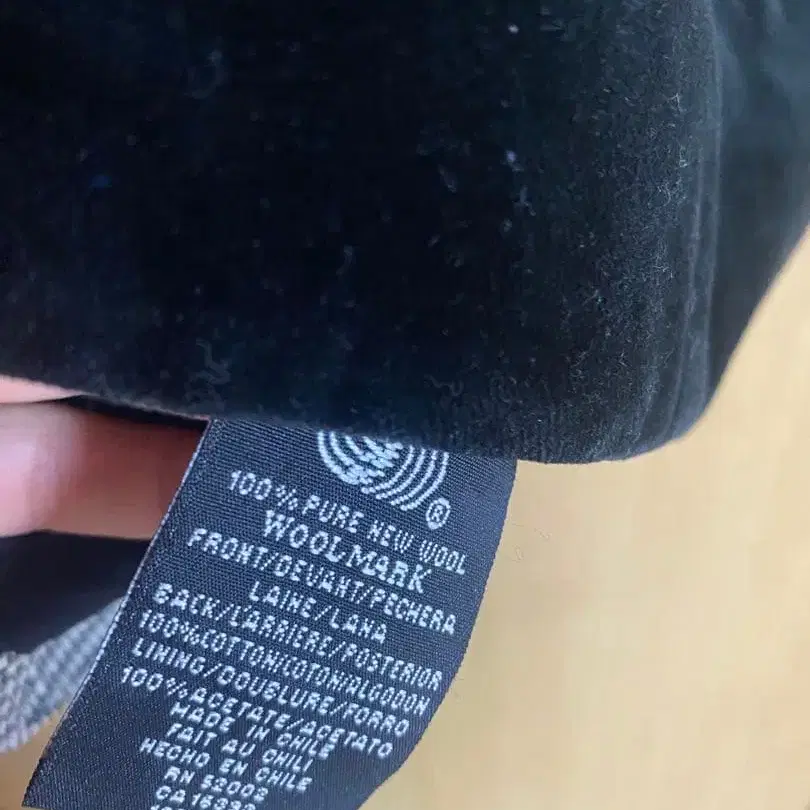 ®
100% PURE NEW WOOL
WOOLMARK
FRONT/DEVANT/PECHERA
LAINE/LANA
BACK/L'ARRIERE/POSTERIOR
100%COTTON/COTON/ALGODON
LINING/DOUBLURE/FORRO
100%ACETATE/ACETATO
MADE IN CHILE
FAIT AU CHILI
HECHO EN CHILE
RN 52002